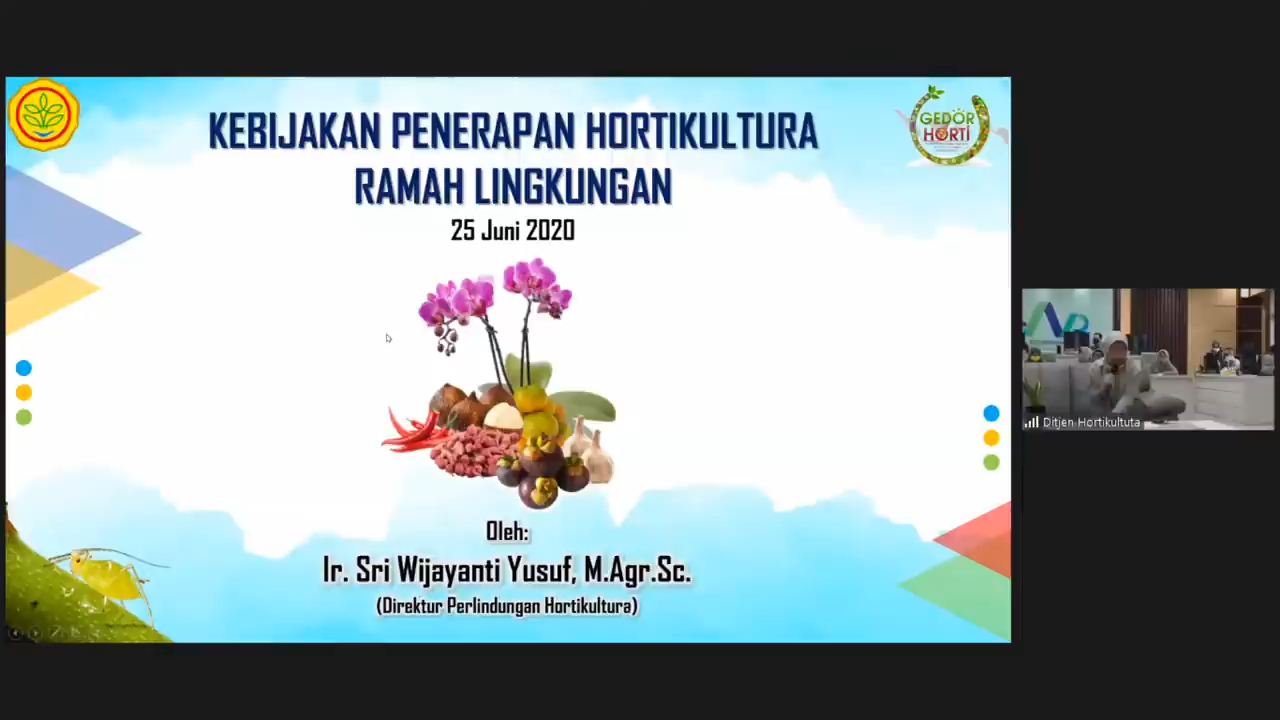 KEBIJAKAN PENERAPAN HORTIKULTURA
RAMAH LINGKUNGAN
25 Juni 2020
GEDOR
HORTI
Oleh:
Ir. Sri Wijayanti Yusuf, M.Agr.Sc.
(Direktur Perlindungan Hortikultura)
Ditjen Hortikultuta